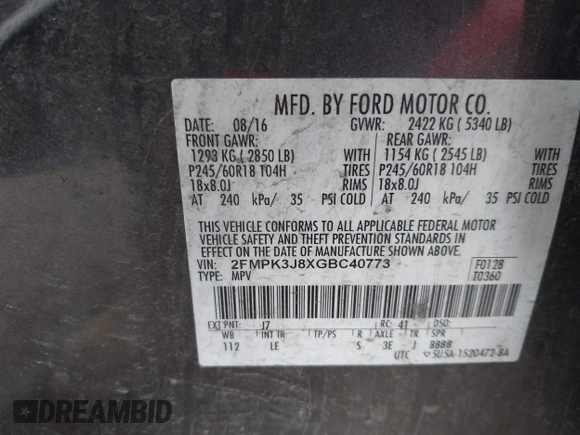 MFD. BY FORD MOTOR CO.
DATE: 08/16 GVWR: 2422 KG ( 5340 LB)
FRONT GAWR: REAR GAWR:
1293 KG ( 2850 LB) WITH 1154 KG ( 2545 LB) WITH
P245/60R18 104H TIRES P245/60R18 104H TIRES
18x8.0J RIMS 18x8.0J RIMS
AT 240 kPa/ 35 PSI COLD AT 240 kPa/ 35 PSI COLD
THIS VEHICLE CONFORMS TO ALL APPLICABLE FEDERAL MOTOR
VEHICLE SAFETY AND THEFT PREVENTION STANDARDS IN
EFFECT ON THE DATE OF MANUFACTURE SHOWN ABOVE.
VIN: 2FMPK3J8XGBC40773 F0128
TYPE: MPV T0360
EXT PNT: J7 RC: 41 DSO:
WB INT TR TP/PS R AXLE TR SPR
112 LE S 3E J BBBB
UTC 5U5A-1520472-BA
DREAMBID